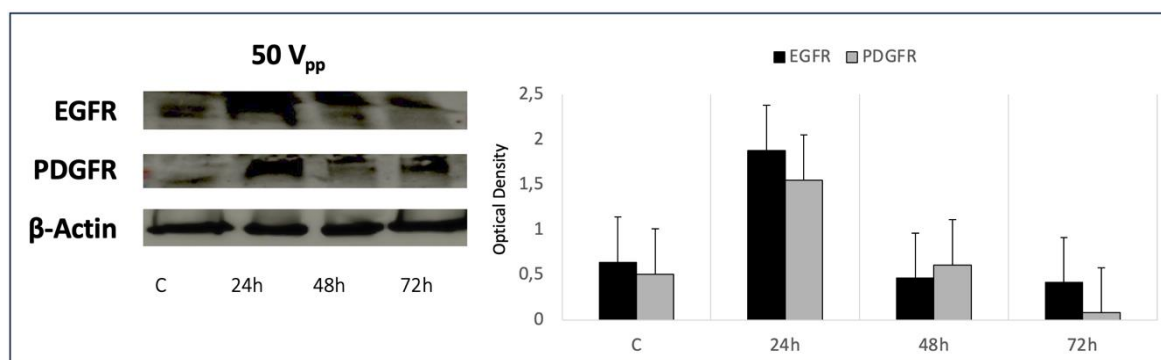 50 Vpp
EGFR
PDGFR
β-Actin
C 24h 48h 72h
EGFR PDGFR
Optical Density
2,5
2
1,5
1
0,5
0
C 24h 48h 72h